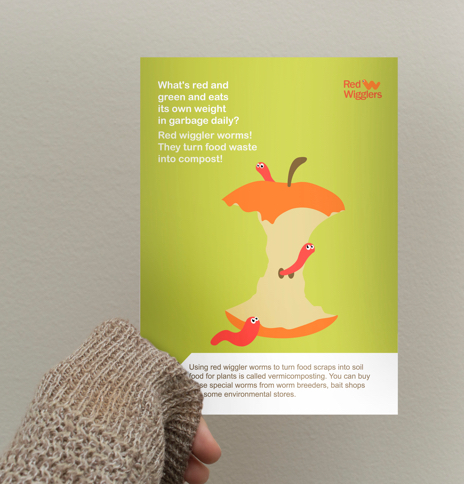 What's red and
green and eats
its own weight
in garbage daily?
Red wiggler worms!
They turn food waste
into compost!
Red
Wigglers
Using red wiggler worms to turn food scraps into soil
food for plants is called vermicomposting. You can buy
special worms from worm breeders, bait shops
some environmental stores.